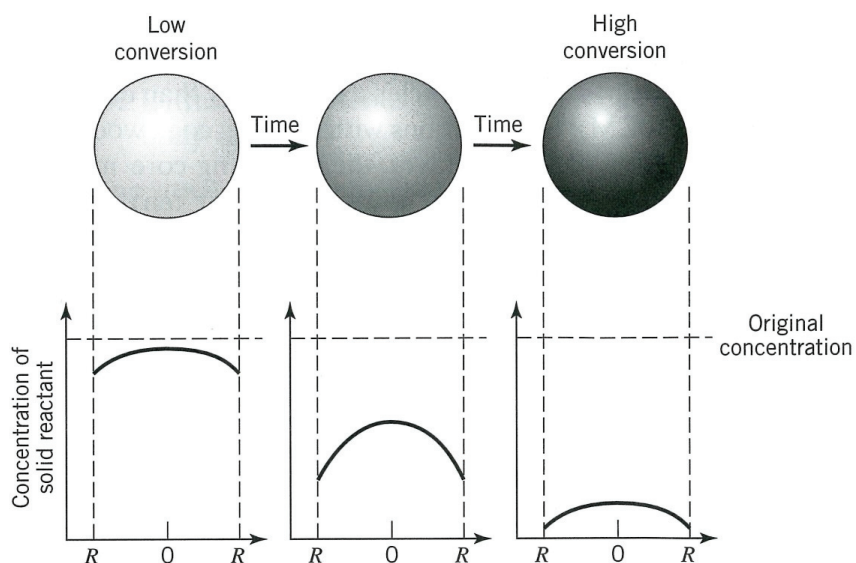 Low
conversion
High
conversion
Time
Time
Concentration of
solid reactant
Original
concentration
R
0
R
R
0
R
R
0
R